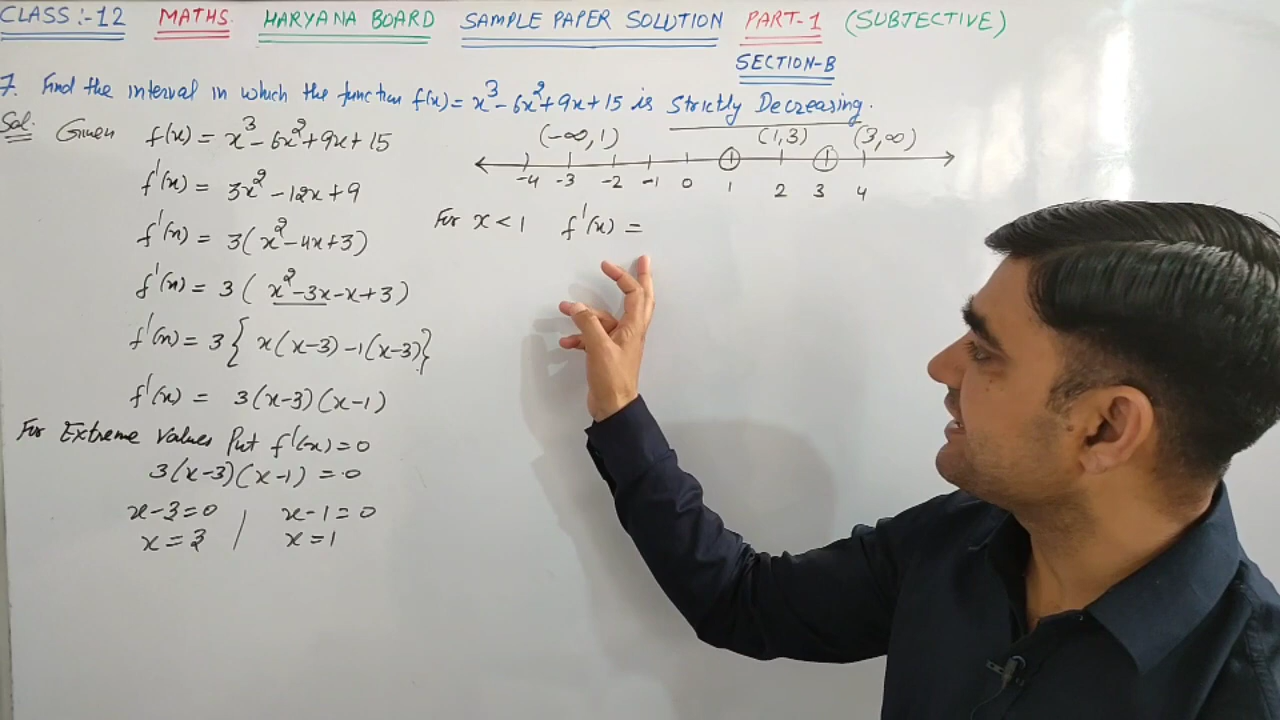 CLASS :- 12 MATHS. HARYANA BOARD SAMPLE PAPER SOLUTION PART-1 (SUBJECTIVE)
SECTION-B
7. Find the interval in which the function f(x) = x³ - 6x² + 9x + 15 is Strictly Decreasing.
Sol. Given f(x) = x³ - 6x² + 9x + 15
f'(x) = 3x² - 12x + 9
f'(x) = 3(x² - 4x + 3)
f'(x) = 3 ( x² - 3x - x + 3)
f'(x) = 3 { x(x-3) - 1(x-3)}
f'(x) = 3(x-3)(x-1)
For Extreme Values Put f'(x) = 0
3(x-3)(x-1) = 0
x-3=0 / x-1=0
x=3 / x=1
(-∞, 1) (1, 3) (3, ∞)
-4 -3 -2 -1 0 1 2 3 4
For x < 1 f'(x) =